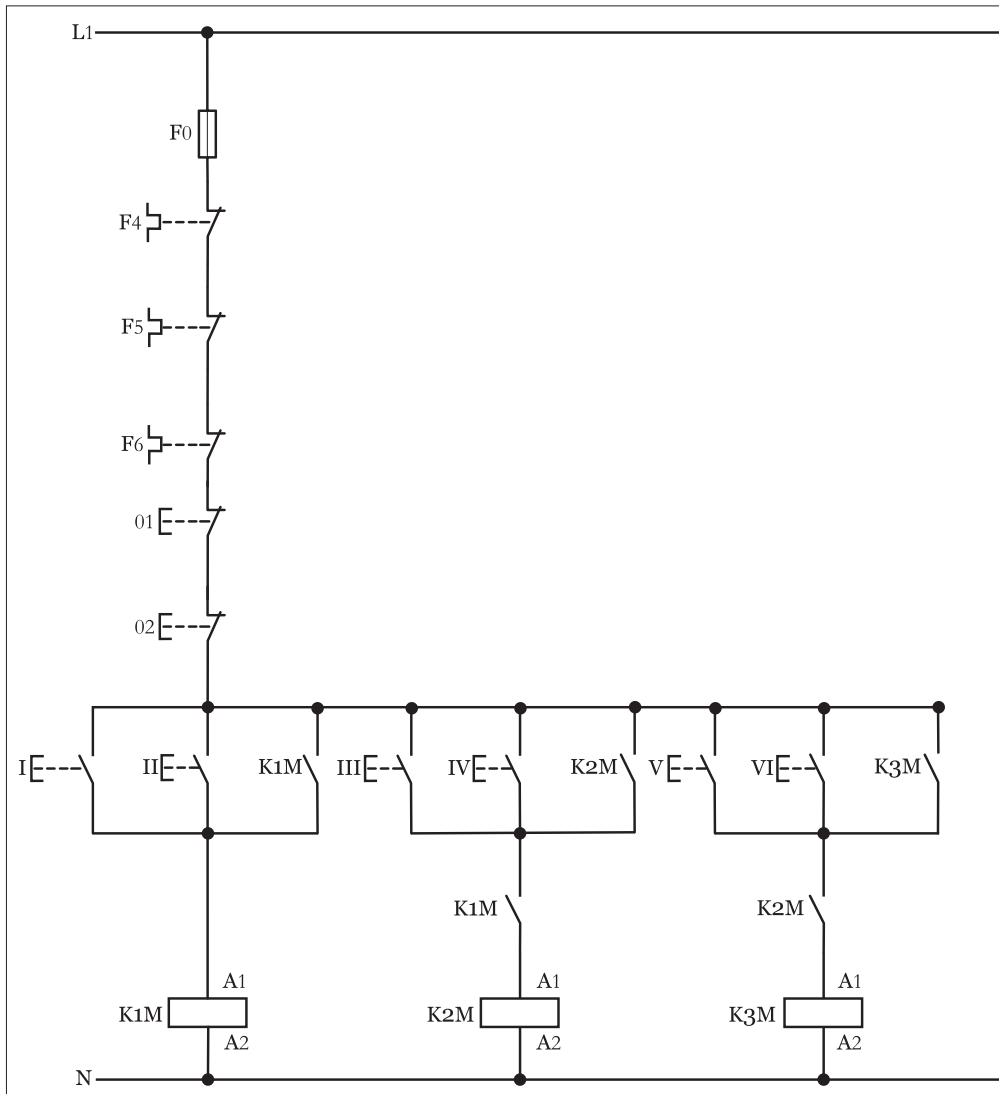 L1
F0
F4
F5
F6
01
02
I II K1M III IV K2M V VI K3M
K1M K2M
A1 A1 A1
K1M K2M K3M
A2 A2 A2
N